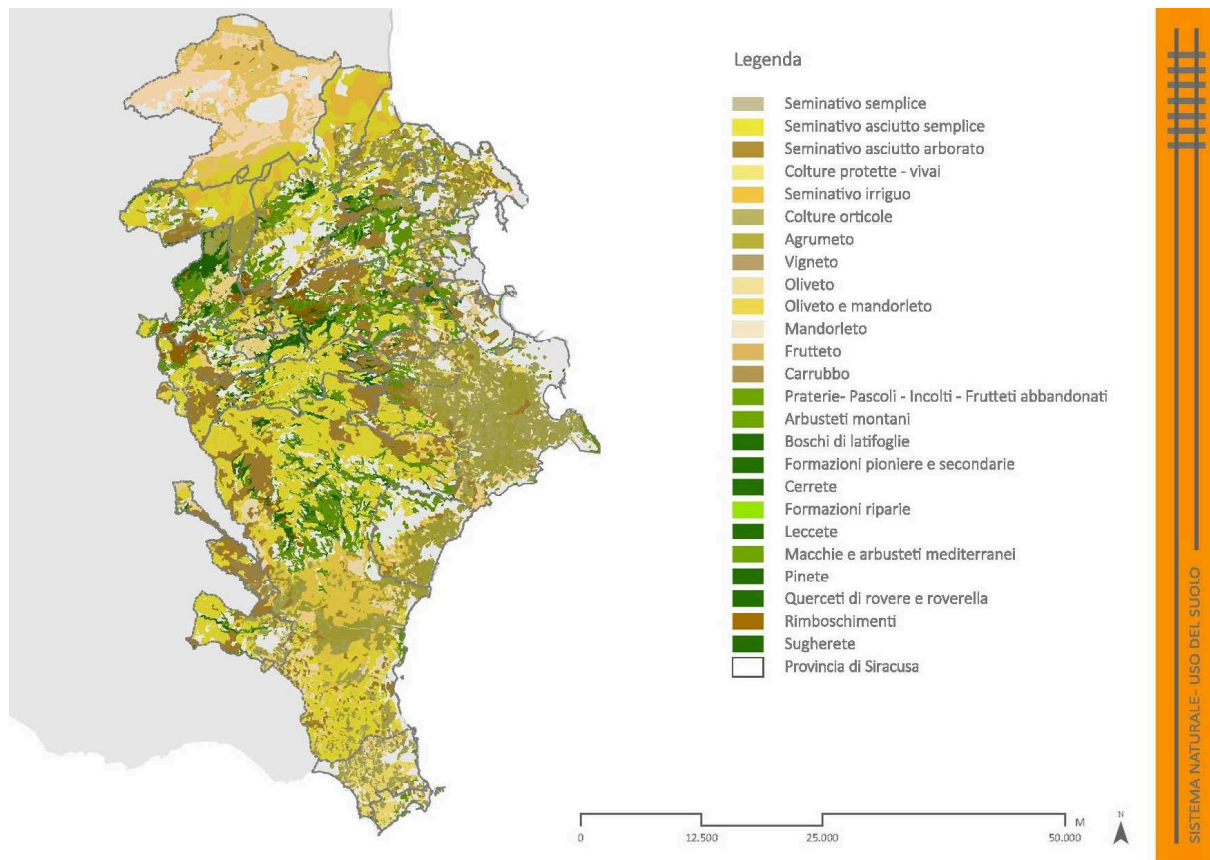 Legenda
Seminativo semplice
Seminativo asciutto semplice
Seminativo asciutto arborato
Colture protette - vivai
Seminativo irriguo
Colture orticole
Agrumeto
Vigneto
Oliveto
Oliveto e mandorleto
Mandorleto
Frutteto
Carrubbo
Praterie- Pascoli - Incolti - Frutteti abbandonati
Arbusteti montani
Boschi di latifoglie
Formazioni pioniere e secondarie
Cerrete
Formazioni riparie
Leccete
Macchie e arbusteti mediterranei
Pinete
Querceti di rovere e roverella
Rimboschimenti
Sugherete
Provincia di Siracusa
M
N
0 12.500 25.000 50.000
SISTEMA NATURALE- USO DEL SUOLO